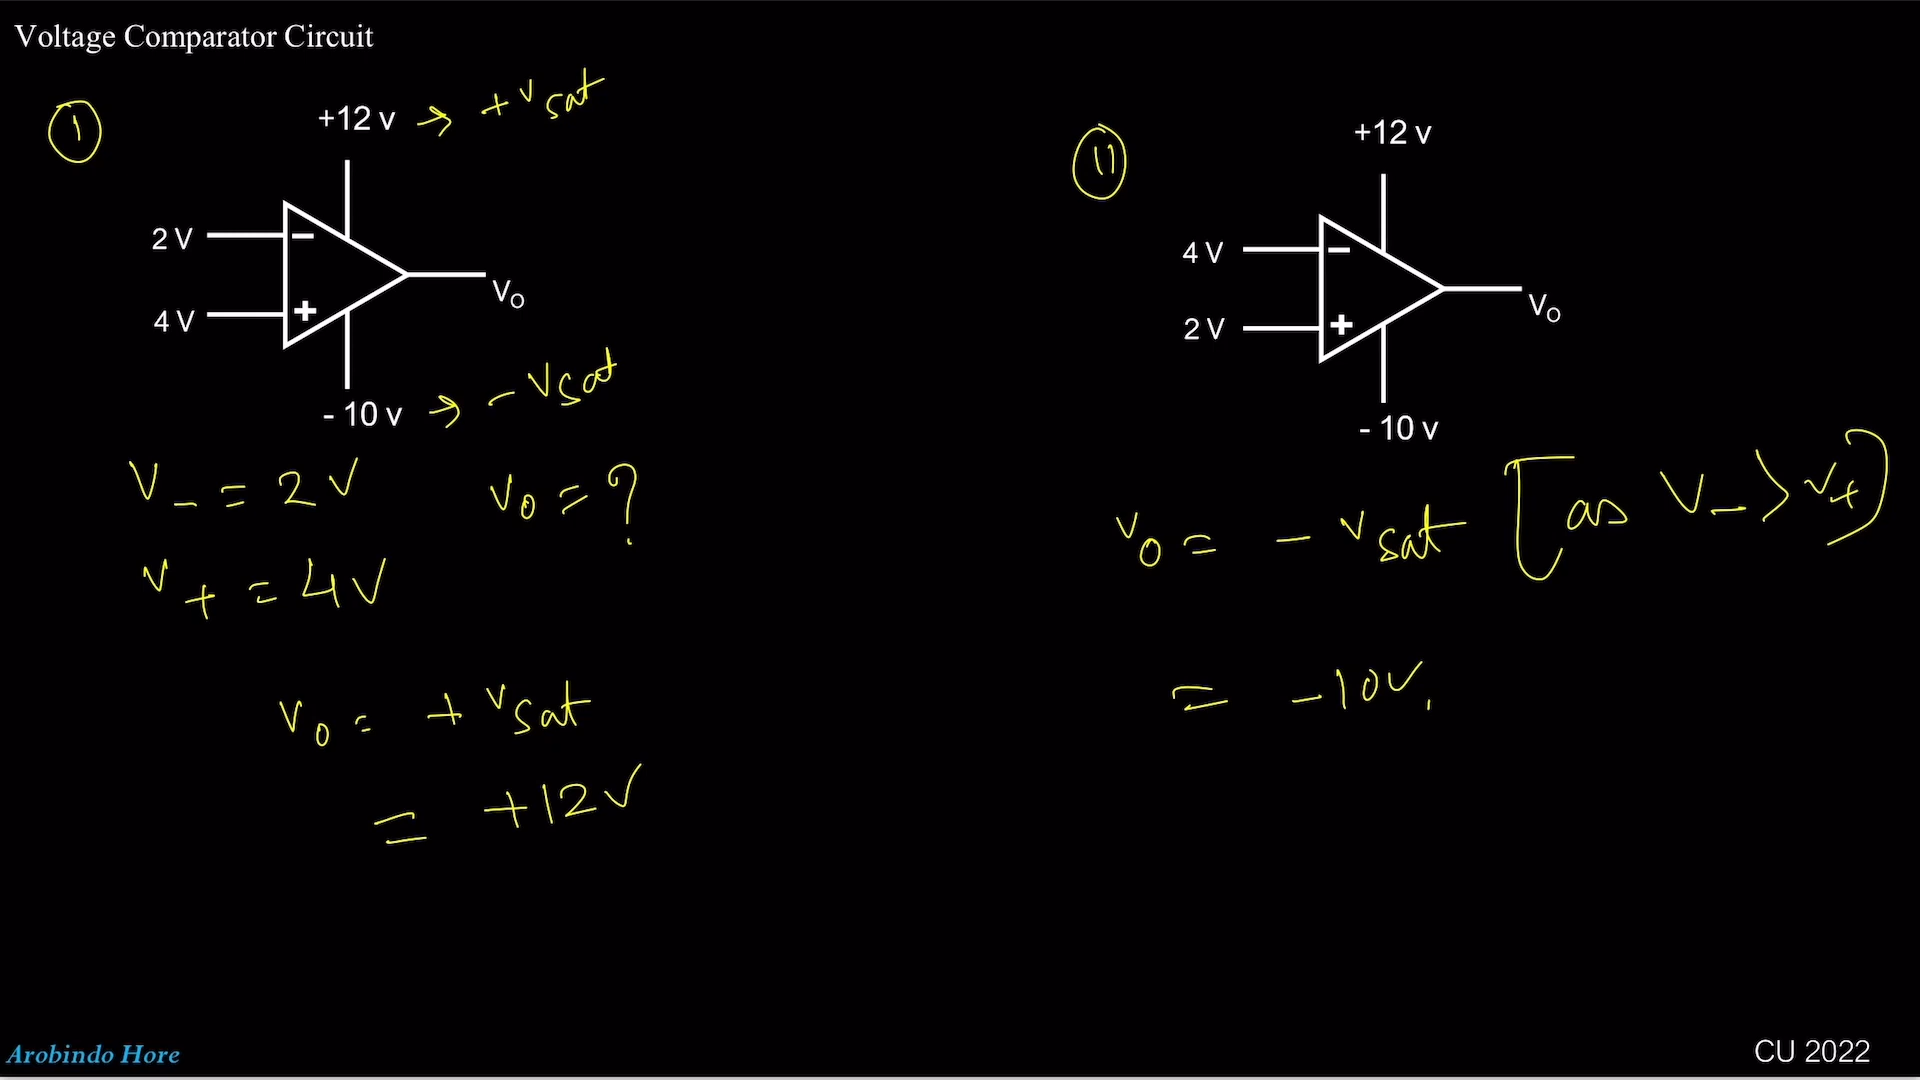 Voltage Comparator Circuit
(I)
+12 v → + Vsat
2 V
−
4 V
+
VO
- 10 v → - Vsat
V- = 2V
VO = ?
V+ = 4V
VO = + Vsat
= +12V
(II)
+12 v
4 V
−
2 V
+
VO
- 10 v
VO = - Vsat [as V- > V+]
= -10V.
Arobindo Hore
CU 2022